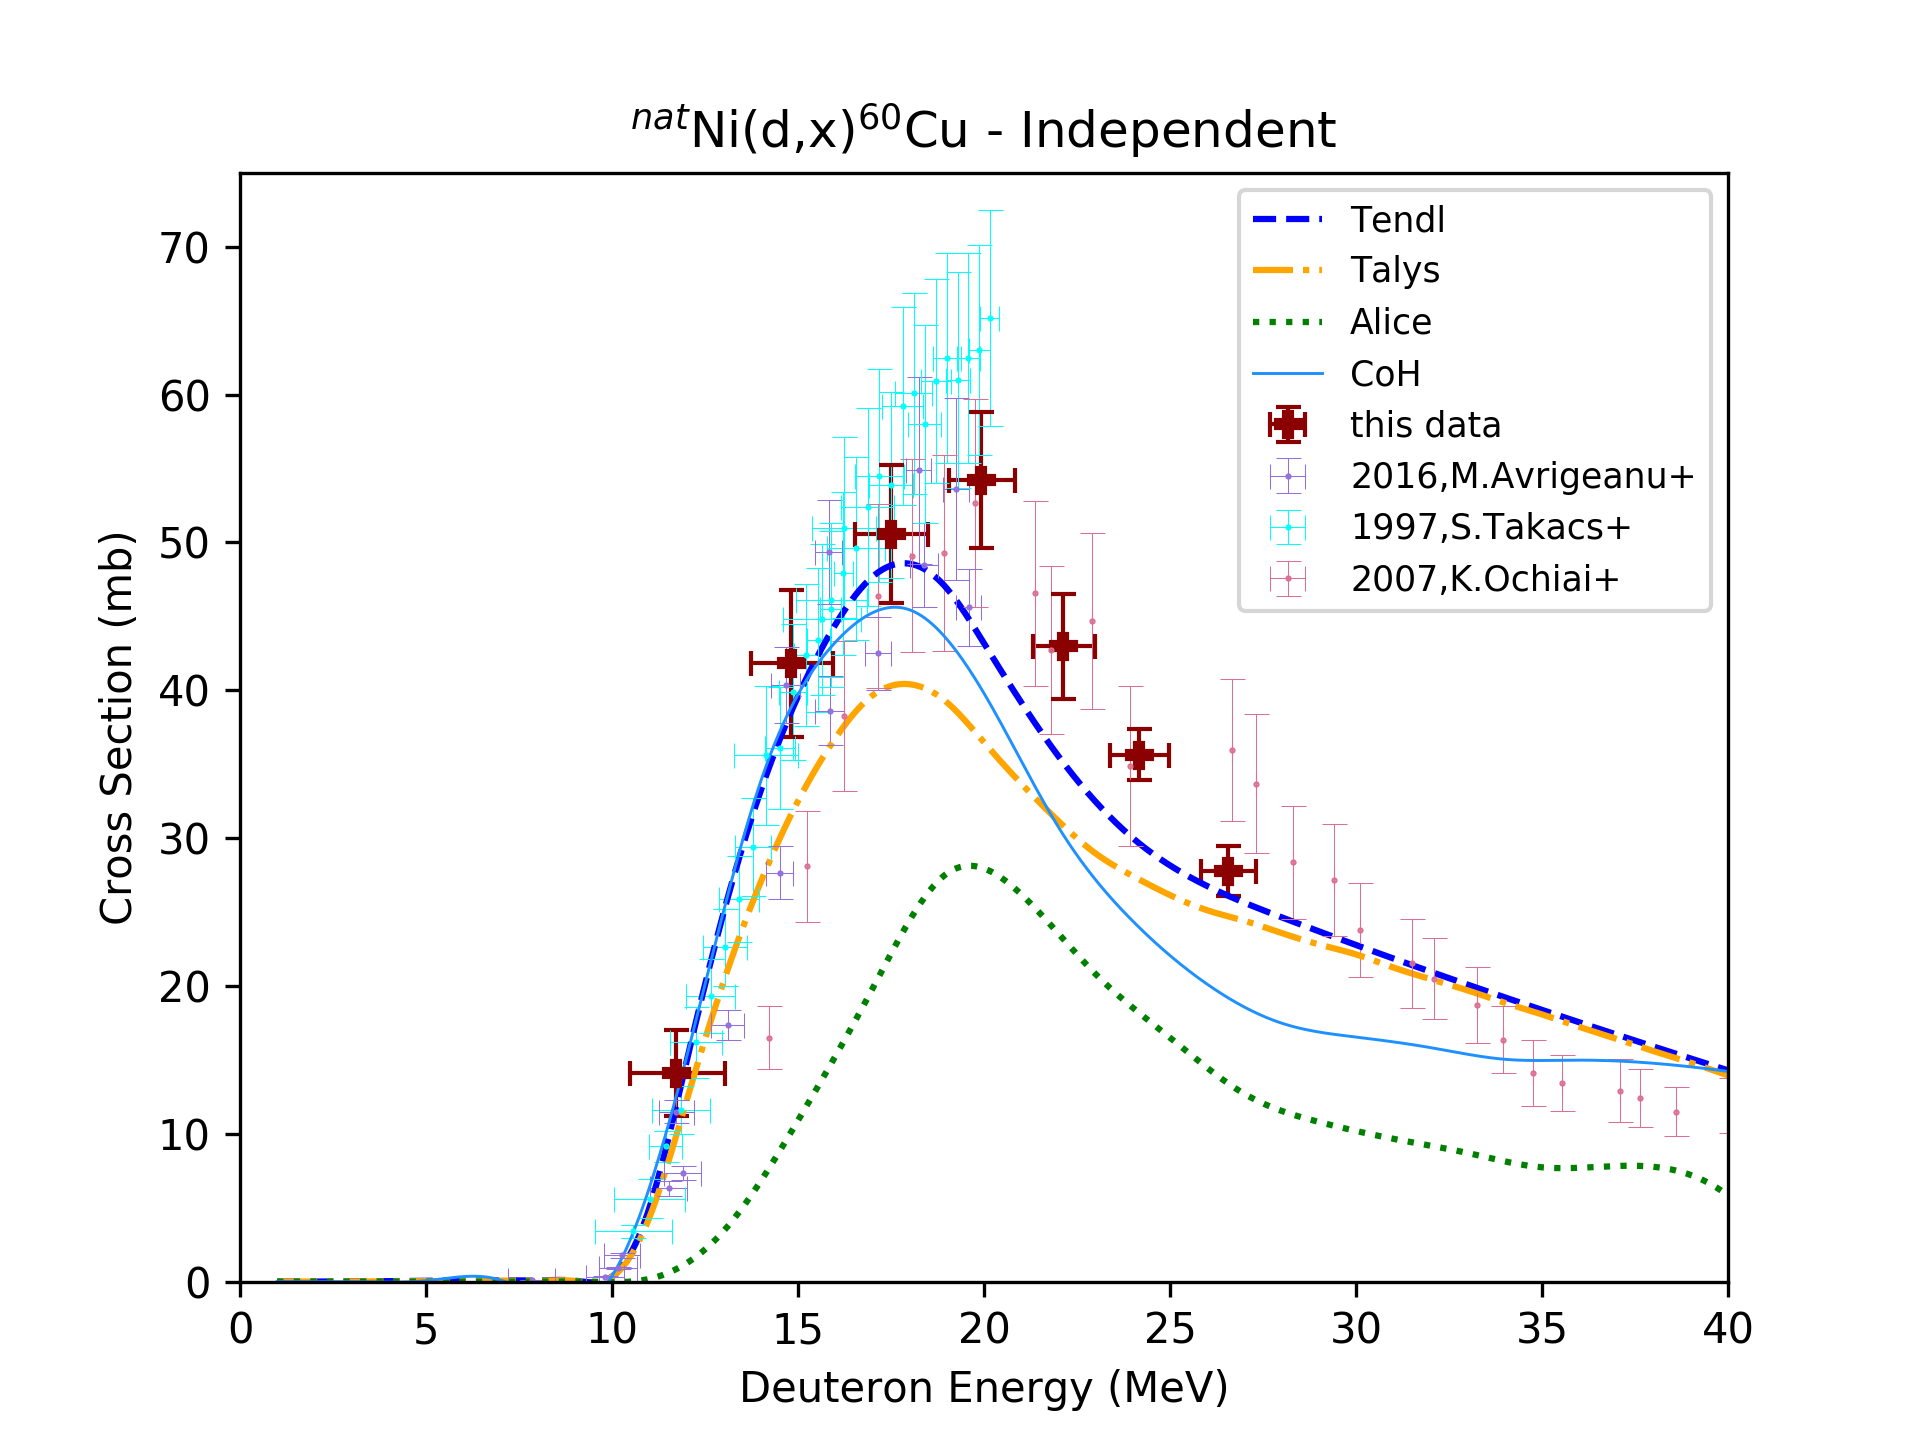 natNi(d,x)60Cu - Independent
Tendl
Talys
Alice
CoH
this data
2016,M.Avrigeanu+
1997,S.Takacs+
2007,K.Ochiai+
Cross Section (mb)
70
60
50
40
30
20
10
0
0 5 10 15 20 25 30 35 40
Deuteron Energy (MeV)